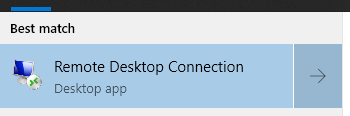 Best match
Remote Desktop Connection
Desktop app